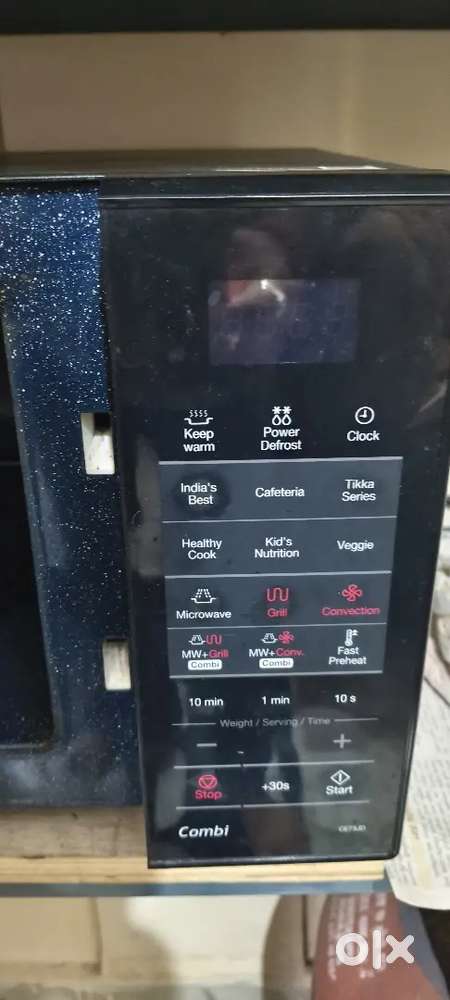 Keep warm
Power Defrost
Clock
India's Best
Cafeteria
Tikka Series
Healthy Cook
Kid's Nutrition
Veggie
Microwave
Grill
Convection
MW+Grill
Combi
MW+Conv.
Combi
Fast Preheat
10 min
1 min
10 s
Weight / Serving / Time
Stop
+30s
Start
Combi
olx